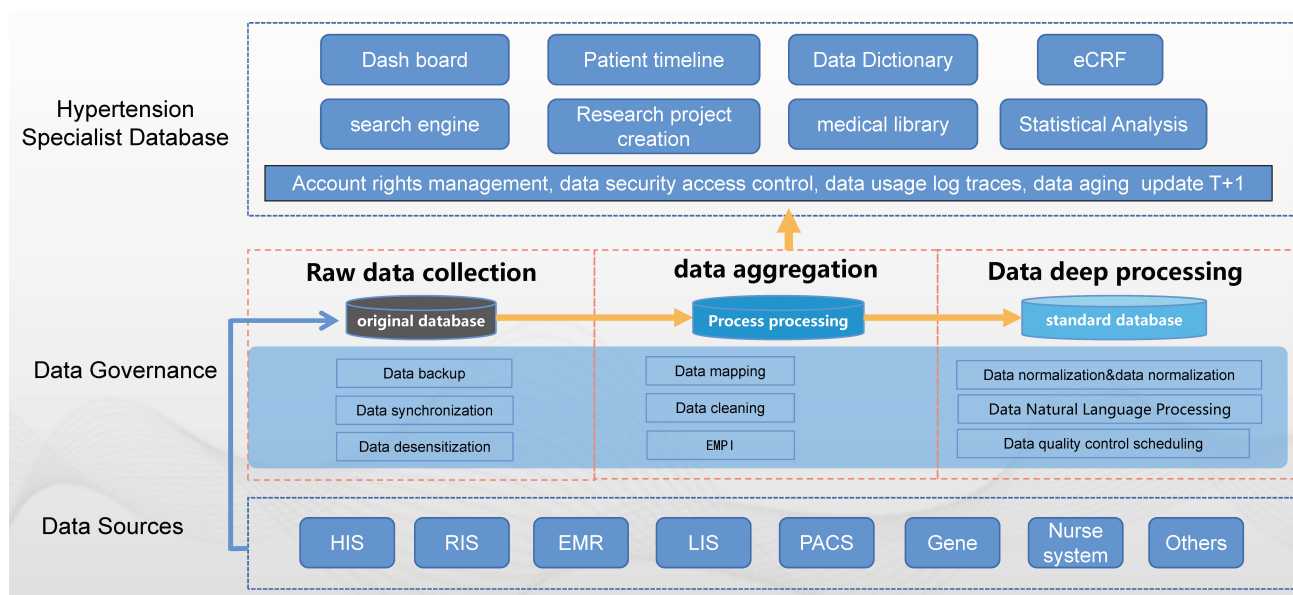 Dash board
Patient timeline
Data Dictionary
eCRF
Hypertension
Specialist Database
search engine
Research project
creation
medical library
Statistical Analysis
Account rights management, data security access control, data usage log traces, data aging update T+1
Raw data collection
data aggregation
Data deep processing
original database
Process processing
standard database
Data Governance
Data backup
Data synchronization
Data desensitization
Data mapping
Data cleaning
EMPI
Data normalization&data normalization
Data Natural Language Processing
Data quality control scheduling
Data Sources
HIS
RIS
EMR
LIS
PACS
Gene
Nurse
system
Others